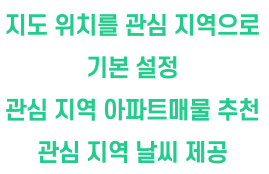 지도 위치를 관심 지역으로
기본 설정
관심 지역 아파트매물 추천
관심 지역 날씨 제공